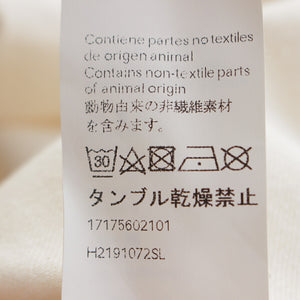 Contiene partes no textiles
de origen animal
Contains non-textile parts
of animal origin
動物由来の非繊維素材
を含みます。
30
タンブル乾燥禁止
17175602101
H2191072SL